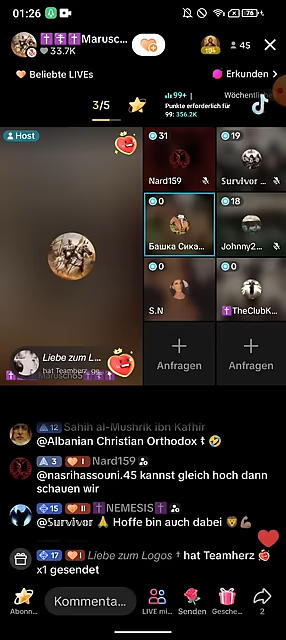 01:26
76
✝️☦️✝️Marusc...
33.7K
45
Beliebte LIVEs
Erkunden >
3/5
99+ |
Punkte erforderlich für
99: 356.2K
Wöchentli
Host
31
Nard159
19
Survivor ...
0
Башка Сика...
18
Johnny2...
0
S.N
0
✝️TheClubK...
+
Anfragen
+
Anfragen
Liebe zum L...
hat Teamherz
12 Sahih al-Mushrik ibn Kafhir
@Albanian Christian Orthodox ☦ 🤣
3 I Nard159
@nasrihassouni.45 kannst gleich hoch dann
schauen wir
15 II ✝️NEMESIS✝️
@Survivor 🙏 Hoffe bin auch dabei 🦁💪🏽
17 I Liebe zum Logos † hat Teamherz
x1 gesendet
Abonn...
Kommenta...
LIVE mi...
Senden
Gesche...
2